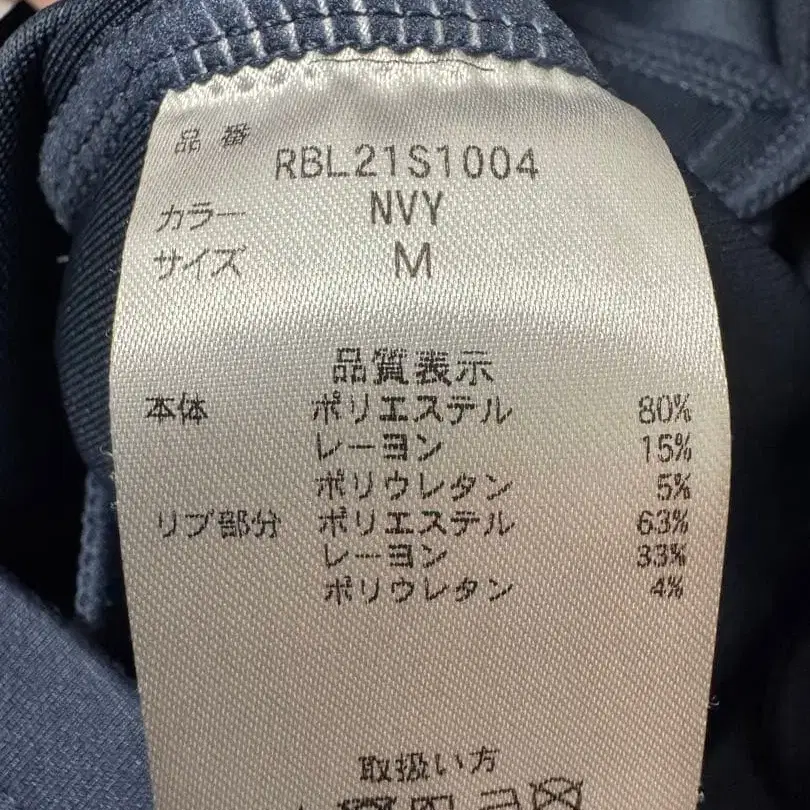 品番 RBL21S1004
カラー NVY
サイズ M
品質表示
本体 ポリエステル 80%
レーヨン 15%
ポリウレタン 5%
リブ部分 ポリエステル 63%
レーヨン 33%
ポリウレタン 4%
取扱い方